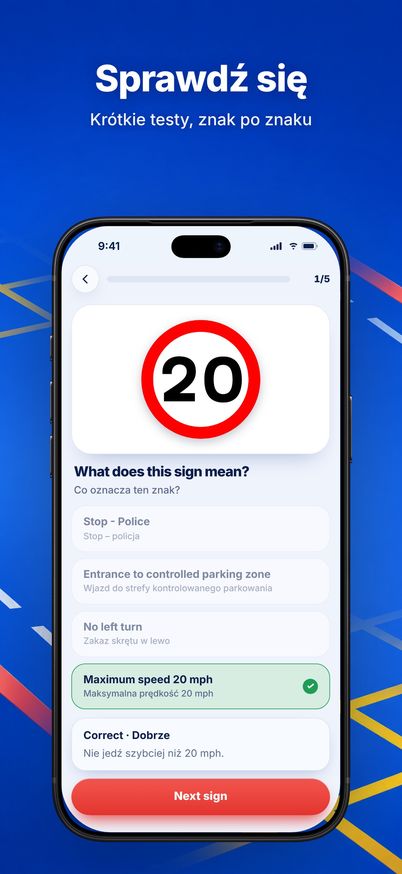 Sprawdź się
Krótkie testy, znak po znaku
9:41
1/5
20
What does this sign mean?
Co oznacza ten znak?
Stop - Police
Stop – policja
Entrance to controlled parking zone
Wjazd do strefy kontrolowanego parkowania
No left turn
Zakaz skrętu w lewo
Maximum speed 20 mph
Maksymalna prędkość 20 mph
Correct · Dobrze
Nie jedź szybciej niż 20 mph.
Next sign